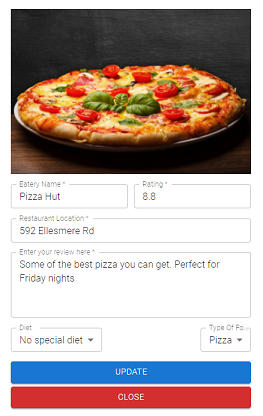 Eatery Name *
Rating *
Pizza Hut
8.8
Restaurant Location *
592 Ellesmere Rd
Enter your review here *
Some of the best pizza you can get. Perfect for
Friday nights
Diet
Type Of Fo...
No special diet
Pizza
UPDATE
CLOSE